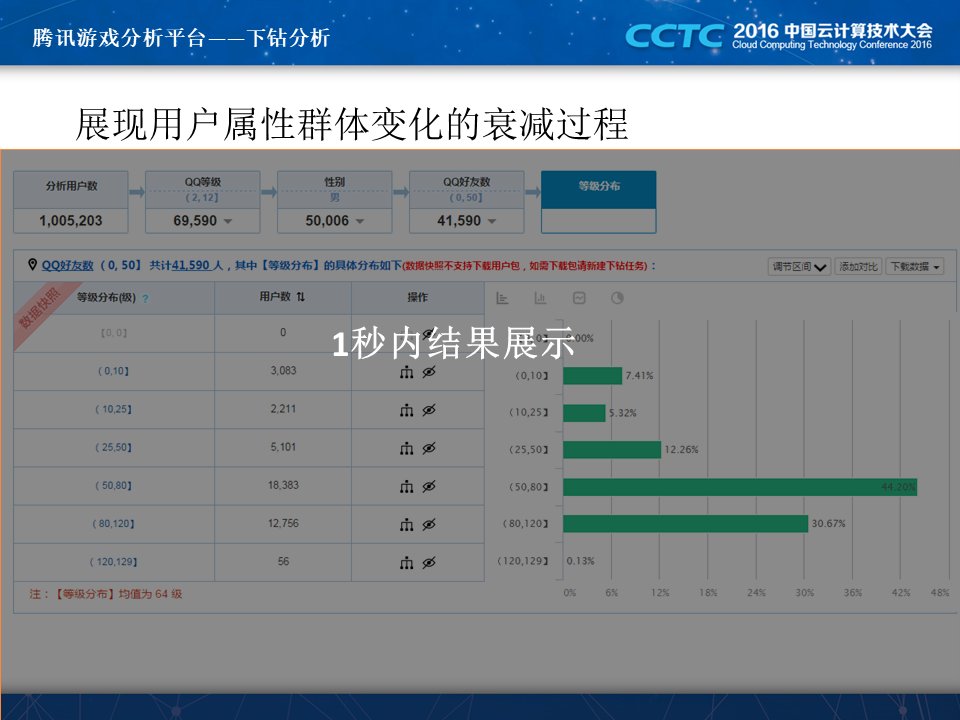 腾讯游戏分析平台——下钻分析
CCTC 2016 中国云计算技术大会
Cloud Computing Technology Conference 2016
展现用户属性群体变化的衰减过程
分析用户数 QQ等级 性别 QQ好友数 等级分布
( 2, 12】 男 ( 0, 50】
1,005,203 69,590 50,006 41,590
QQ好友数 ( 0, 50】 共计41,590 人，其中【等级分布】的具体分布如下(数据快照不支持下载用户包，如需下载包请新建下钻任务)：
调节区间 添加对比 下载数据
数据快照
等级分布(级) ? 用户数 操作
【0, 0】 0
( 0,10】 3,083
( 10,25】 2,211
( 25,50】 5,101
( 50,80】 18,383
( 80,120】 12,756
( 120,129】 56
1秒内结果展示
(0,10】 7.41%
(10,25】 5.32%
(25,50】 12.26%
(50,80】 44.20%
(80,120】 30.67%
(120,129】 0.13%
0% 6% 12% 18% 24% 30% 36% 42% 48%
注：【等级分布】均值为 64 级